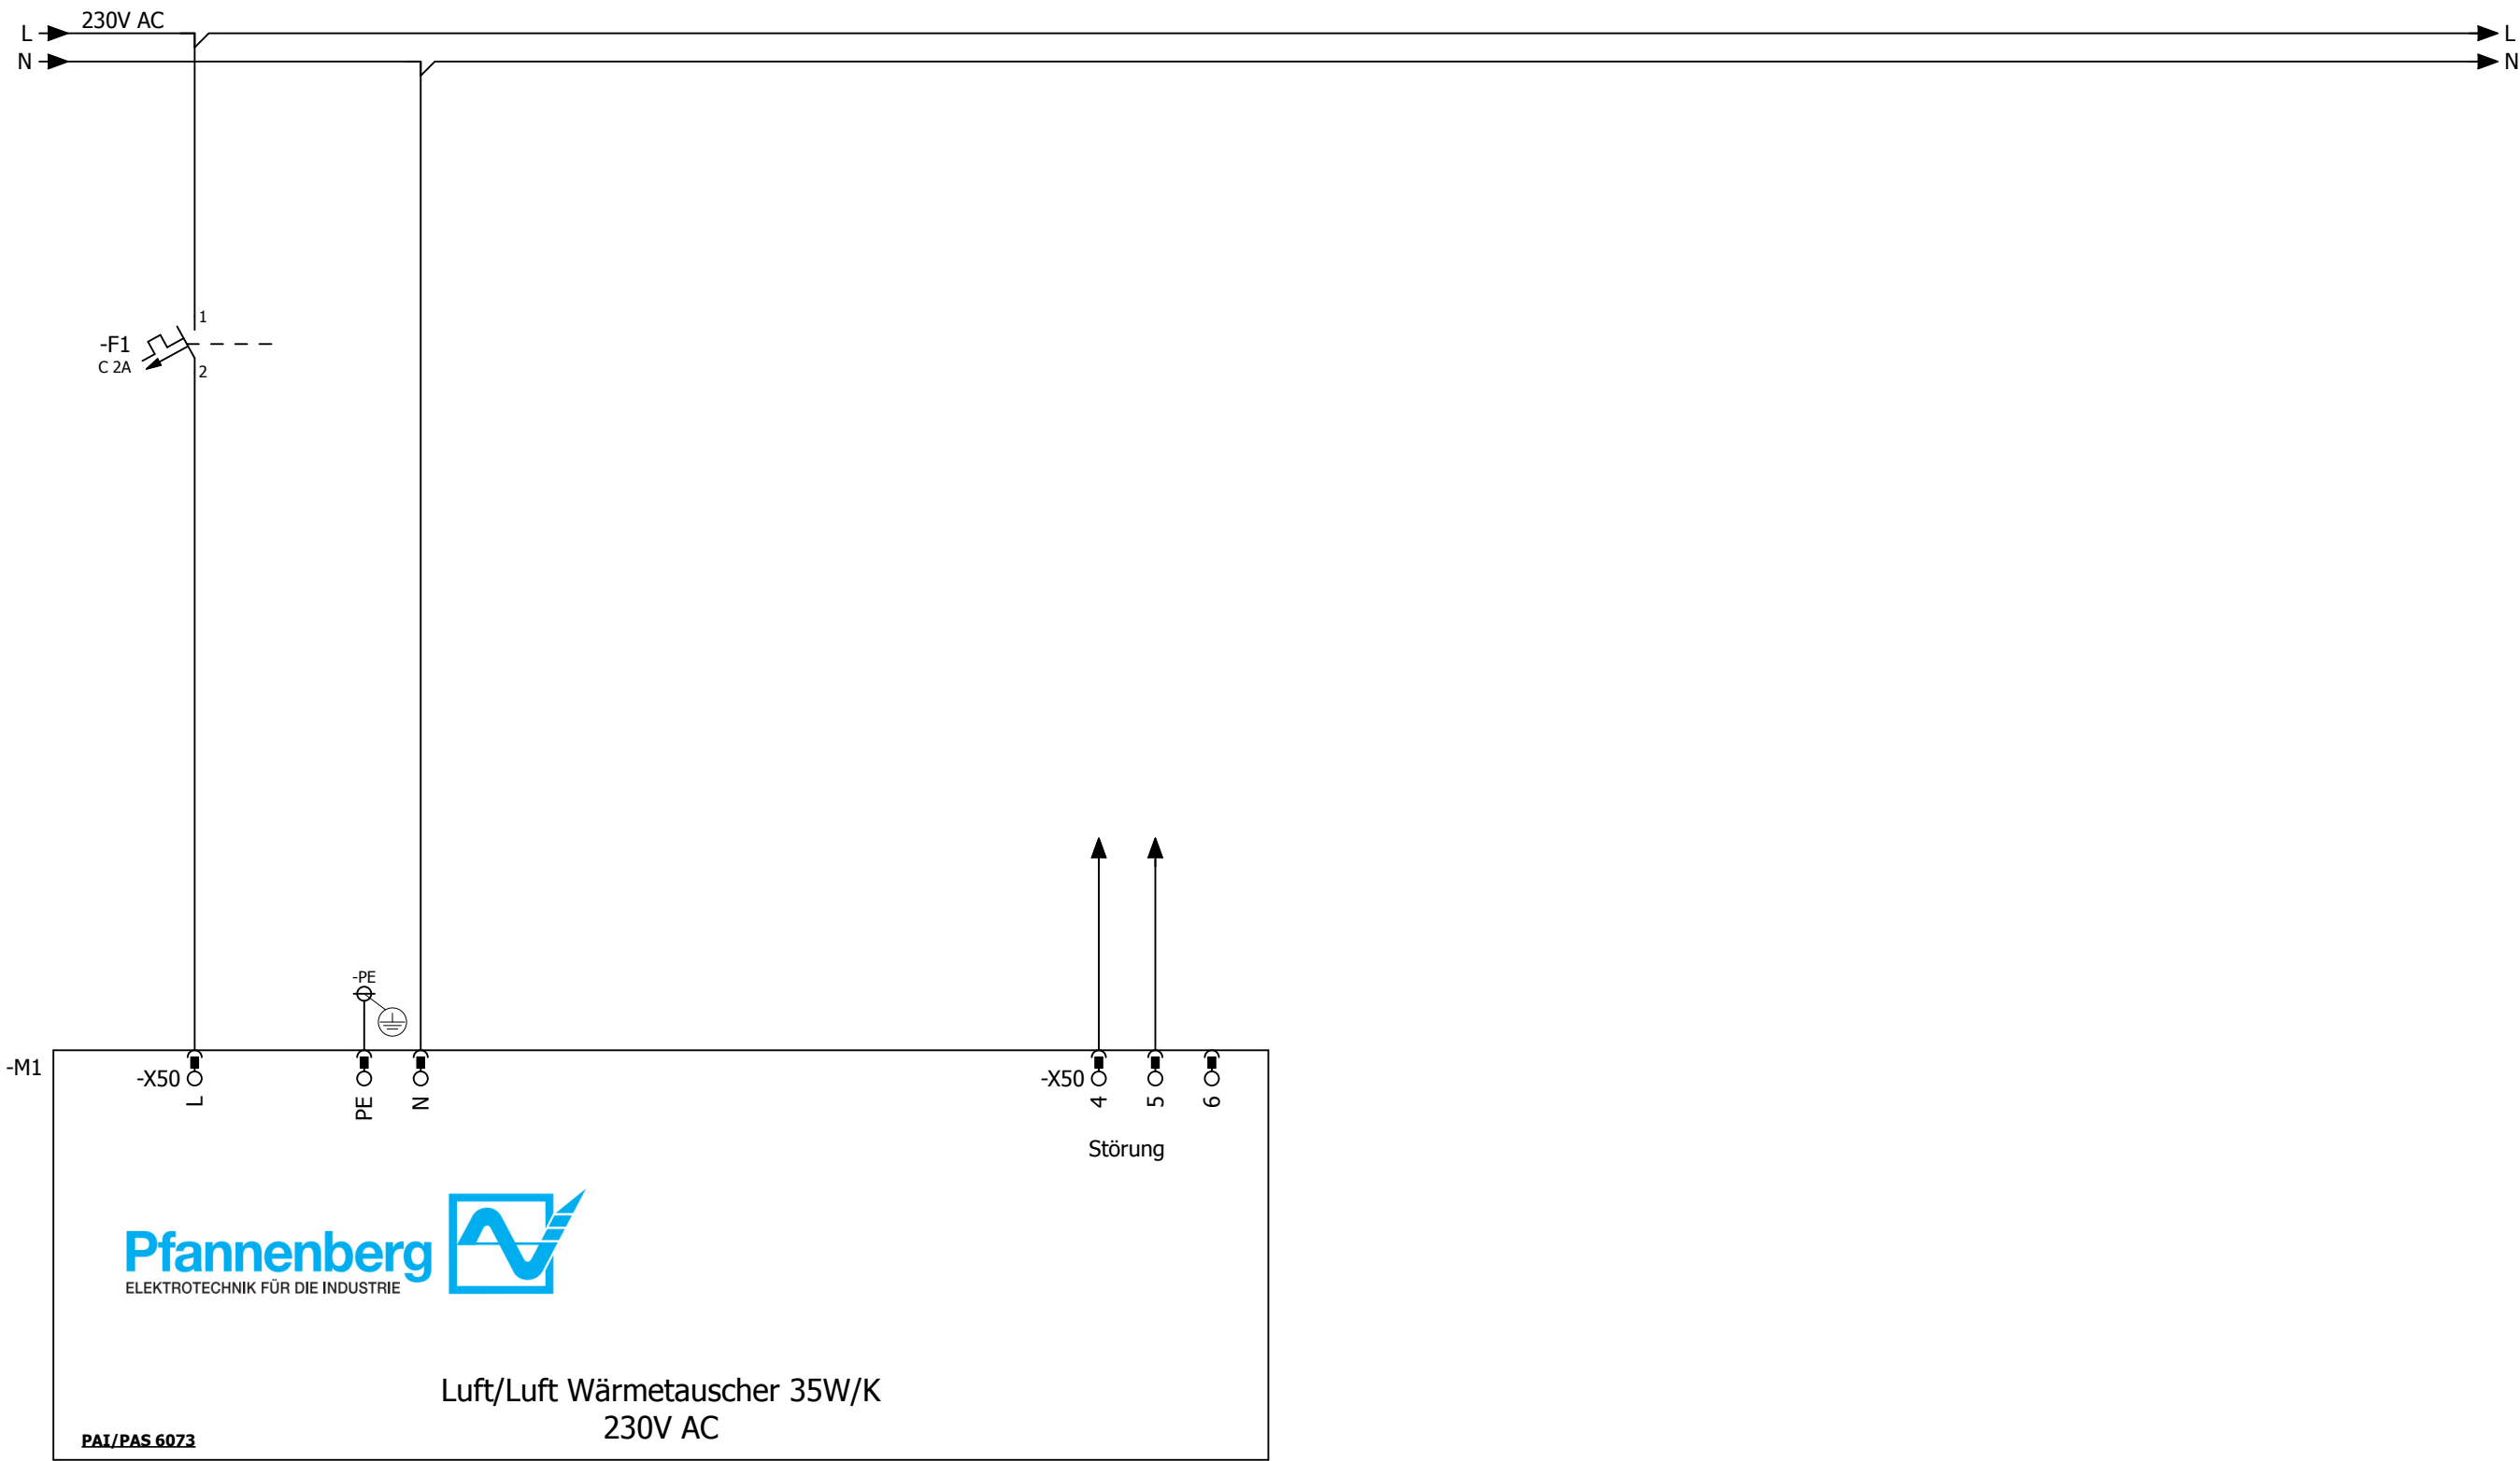 230V AC
L
L
N
N
1
-F1
C 2A
2
-PE
-M1
-X50
-X50
L
PE
N
4
5
6
Störung
Pfannenberg
ELEKTROTECHNIK FÜR DIE INDUSTRIE
Luft/Luft Wärmetauscher 35W/K
230V AC
PAI/PAS 6073